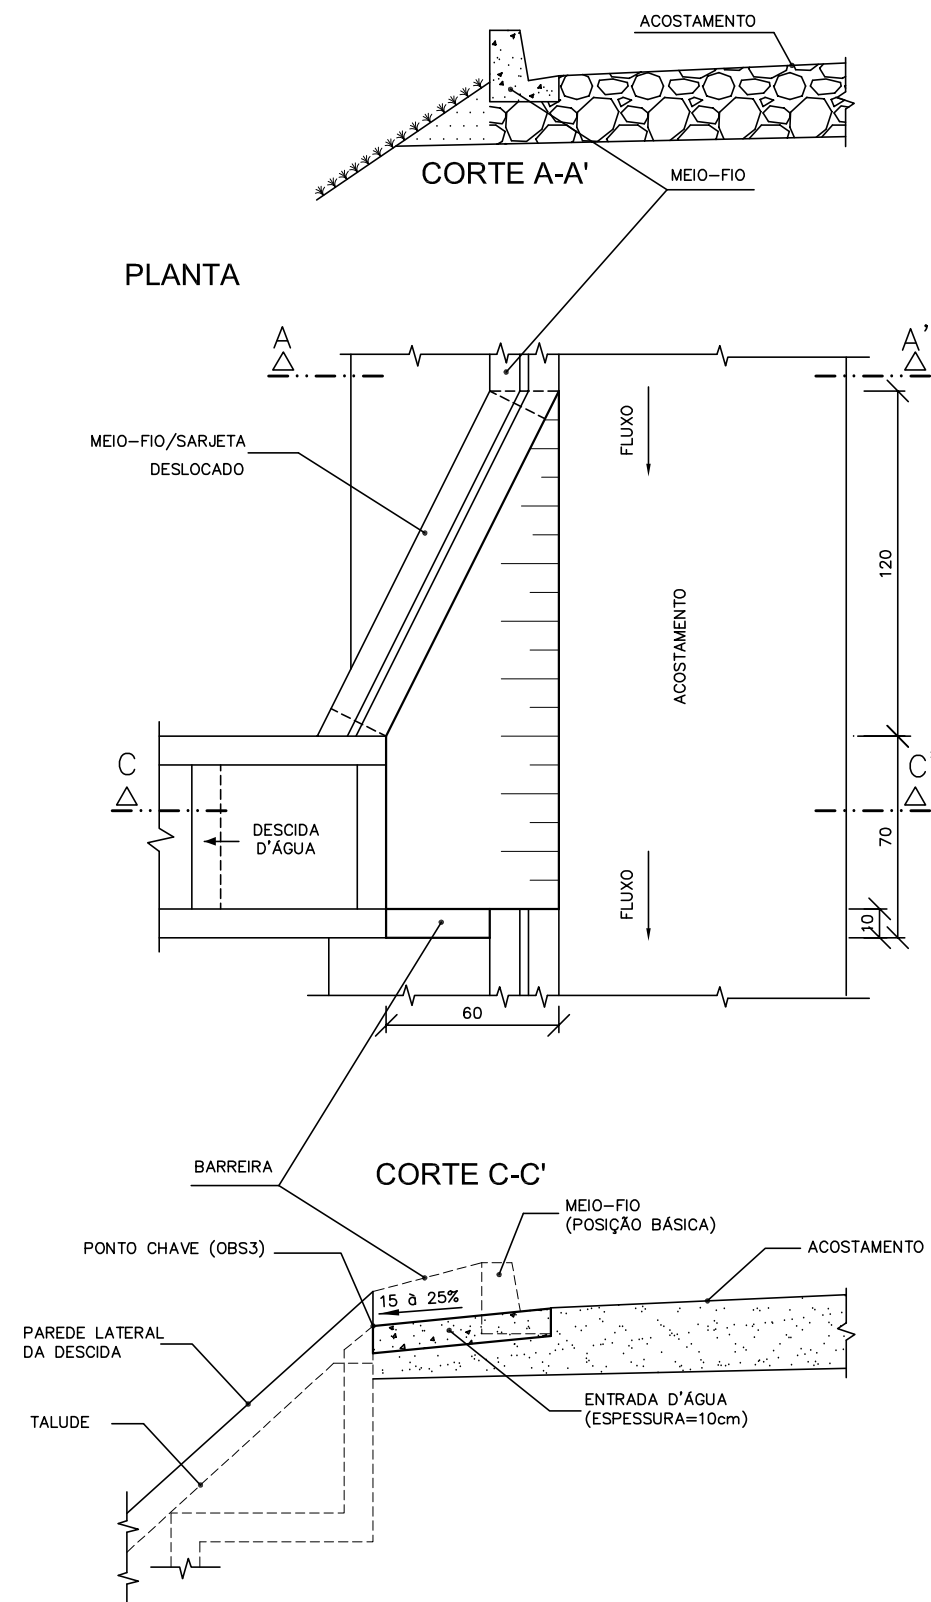 ACOSTAMENTO
CORTE A-A'
MEIO-FIO
PLANTA
A
A'
MEIO-FIO/SARJETA
DESLOCADO
FLUXO
120
ACOSTAMENTO
C
C'
DESCIDA
D'ÁGUA
70
FLUXO
10
60
BARREIRA
CORTE C-C'
MEIO-FIO
(POSIÇÃO BÁSICA)
PONTO CHAVE (OBS3)
ACOSTAMENTO
15 à 25%
PAREDE LATERAL
DA DESCIDA
ENTRADA D'ÁGUA
(ESPESSURA=10cm)
TALUDE